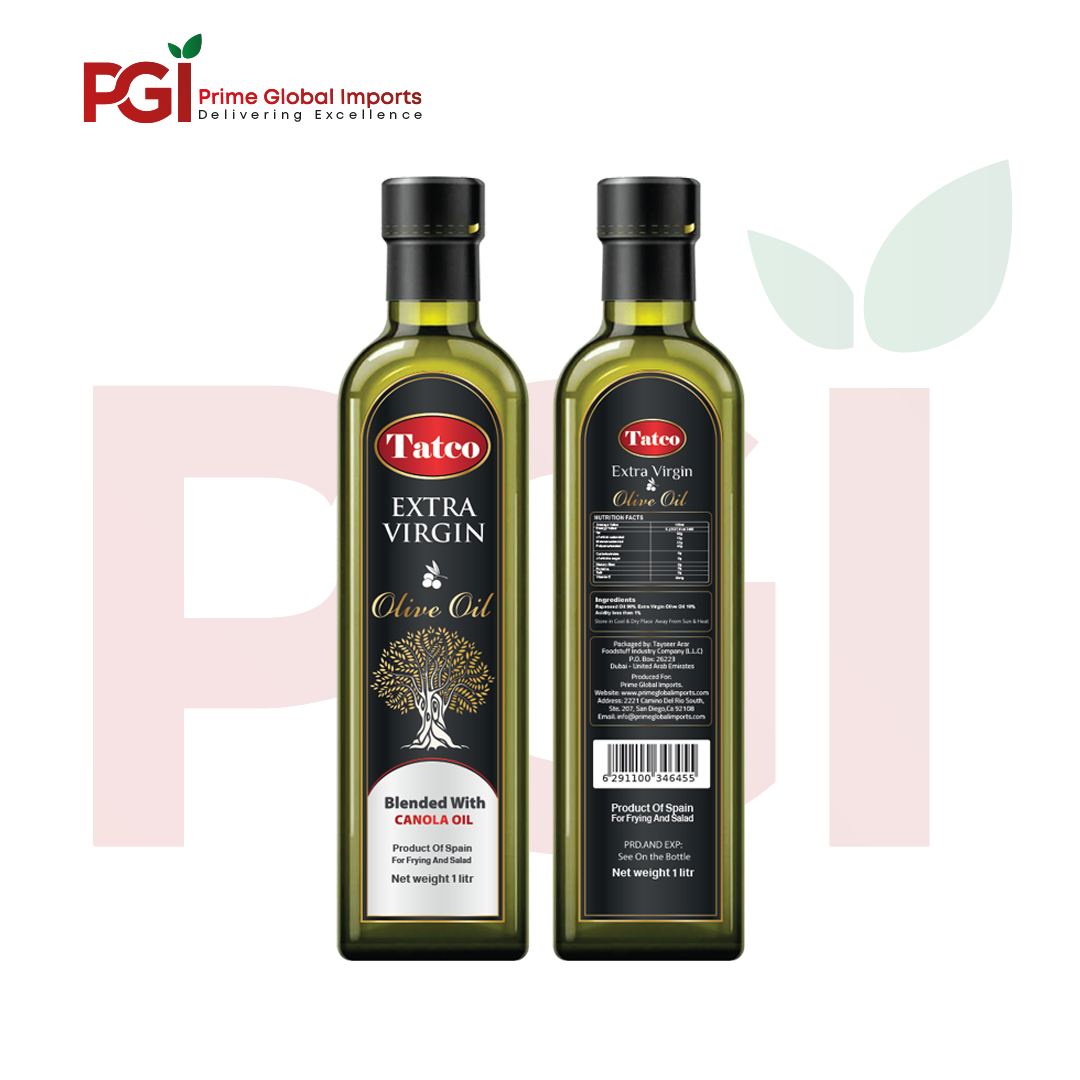 PGI
Prime Global Imports
Delivering Excellence
PGI
Tatco
EXTRA
VIRGIN
Olive Oil
Blended With
CANOLA OIL
Product Of Spain
For Frying And Salad
Net weight 1 litr
Tatco
Extra Virgin
Olive Oil
NUTRITION FACTS
Ingredients
Rapeseed Oil 90% Extra Virgin Olive Oil 10%
Acidity less than 1%
Store in Cool & Dry Place Away From Sun & Heat
Packaged by: Tayseer Arar
Foodstuff Industry Company (L.L.C)
P.O. Box: 26223
Dubai - United Arab Emirates
Produced For:
Prime Global Imports.
Website: www.primeglobalimports.com
Address: 2221 Camino Del Rio South,
Ste. 207, San Diego,Ca 92108
Email: info@primeglobalimports.com
6 291100 346455
Product Of Spain
For Frying And Salad
PRD.AND EXP:
See On the Bottle
Net weight 1 litr